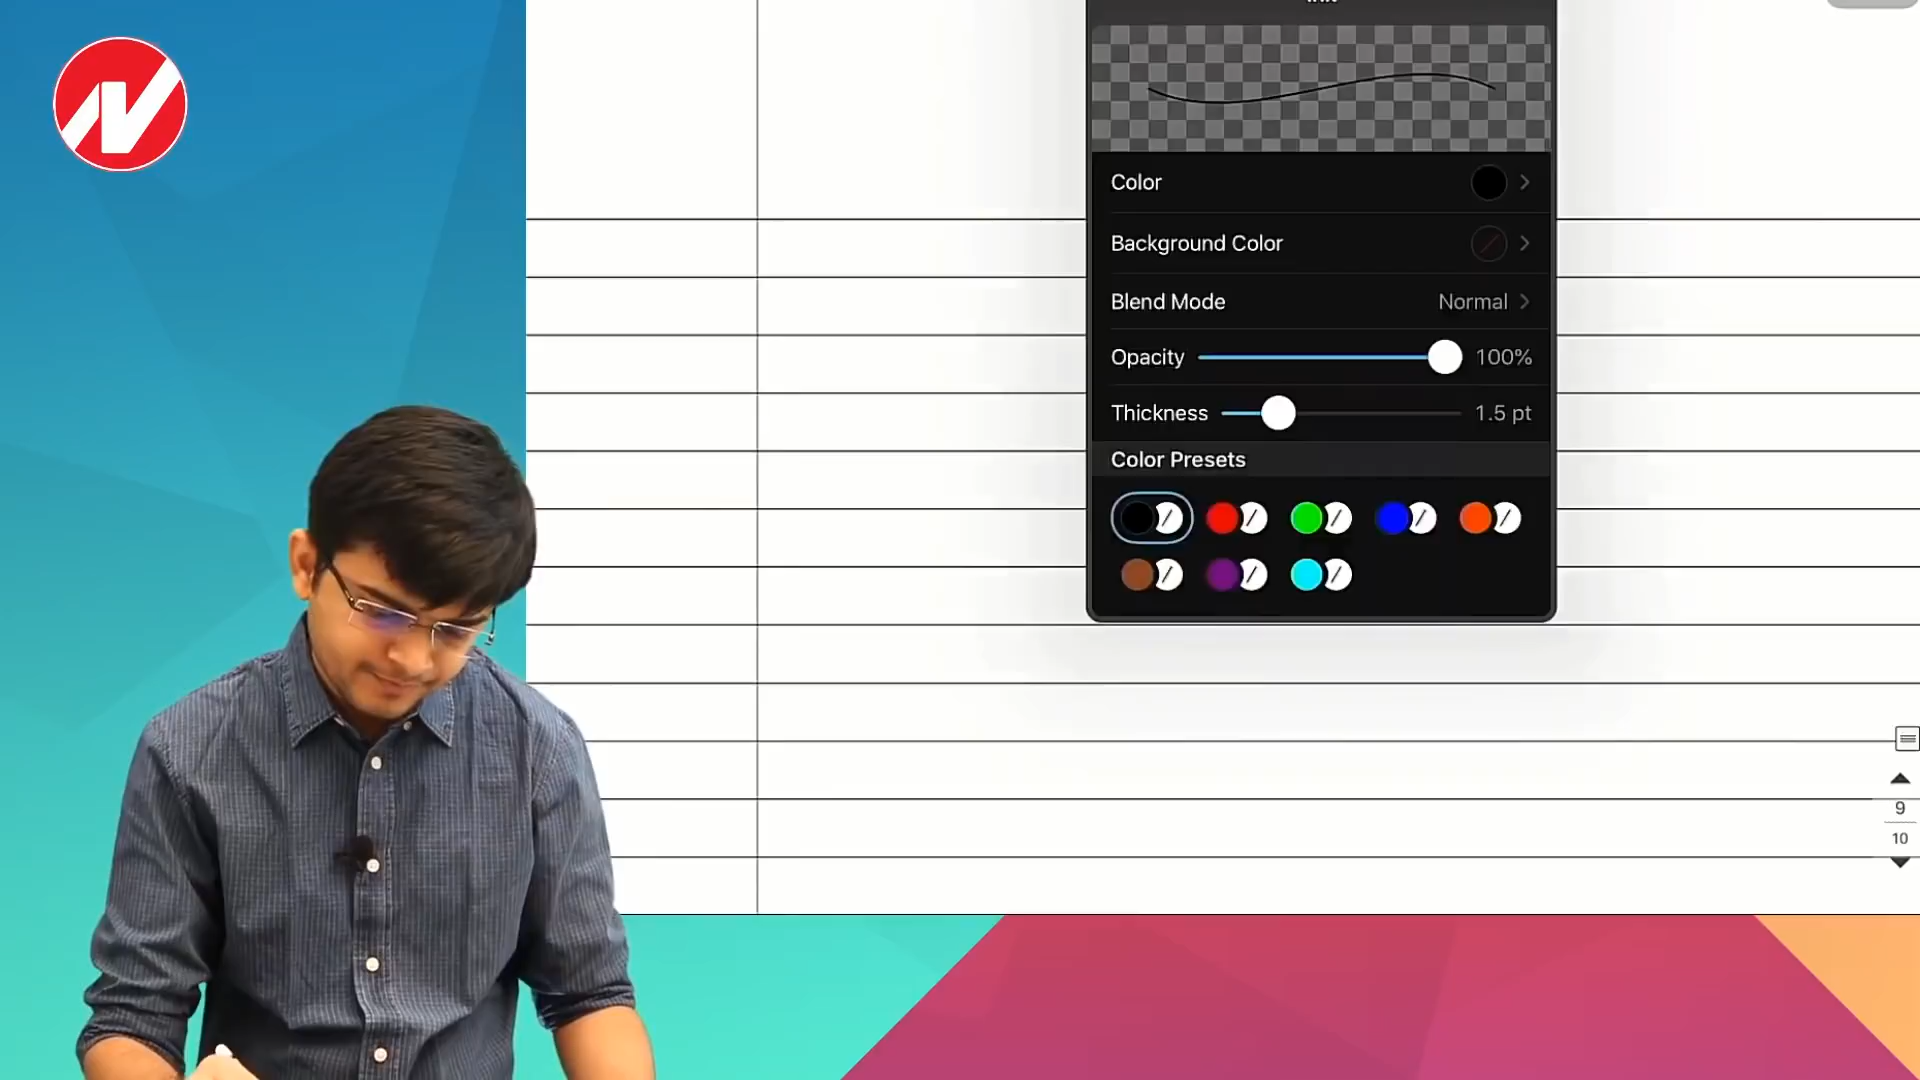 Color
Background Color
Blend Mode Normal
Opacity 100%
Thickness 1.5 pt
Color Presets
9
10